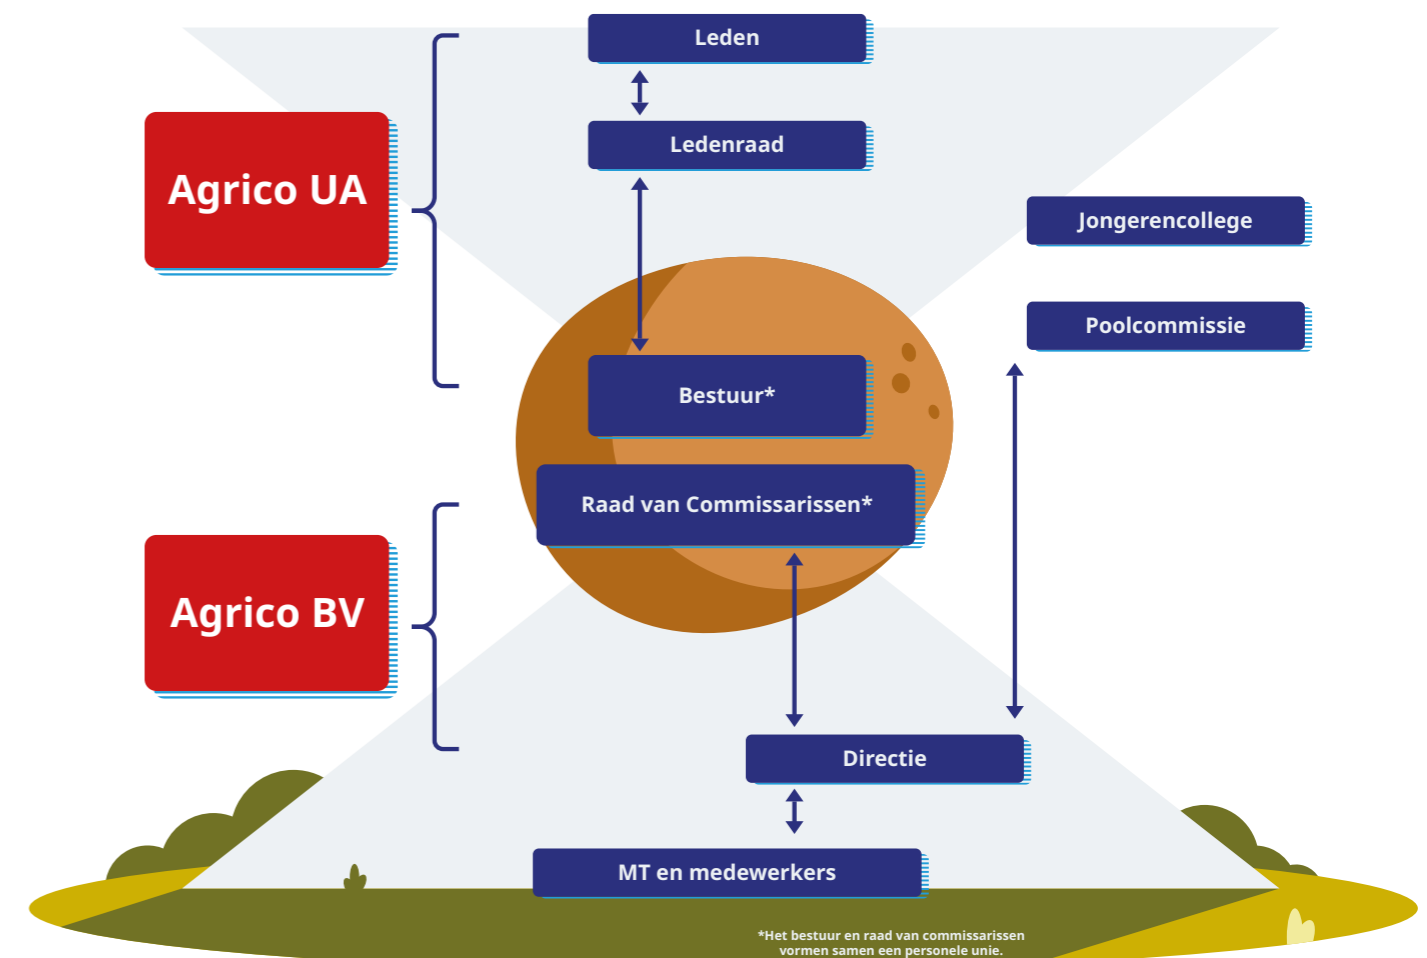 Leden
Ledenraad
Agrico UA
Jongerencollege
Poolcommissie
Bestuur*
Raad van Commissarissen*
Agrico BV
Directie
MT en medewerkers
*Het bestuur en raad van commissarissen
vormen samen een personele unie.